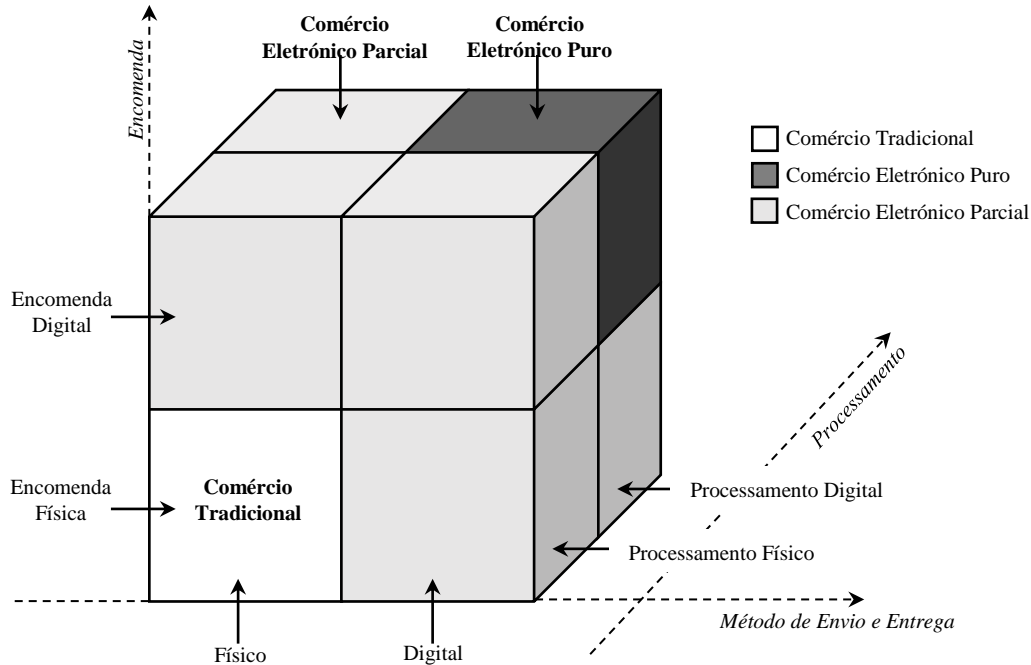 Comércio
Eletrónico Parcial
Comércio
Eletrónico Puro
Encomenda
Comércio Tradicional
Comércio Eletrónico Puro
Comércio Eletrónico Parcial
Encomenda
Digital
Processamento
Encomenda
Física
Comércio
Tradicional
Processamento Digital
Processamento Físico
Método de Envio e Entrega
Físico
Digital